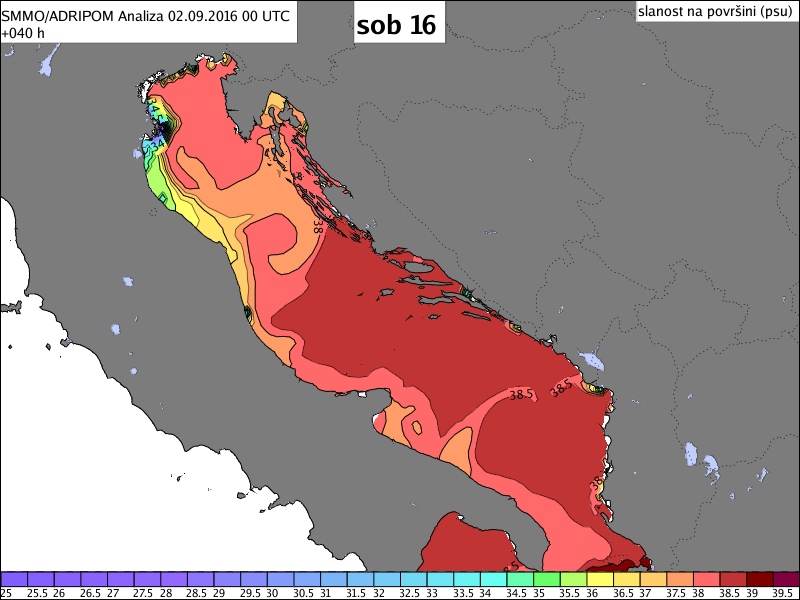 SMMO/ADRIPOM Analiza 02.09.2016 00 UTC
+040 h
sob 16
slanost na površini (psu)
34
34
38
38.5
38.5
38
25 25.5 26 26.5 27 27.5 28 28.5 29 29.5 30 30.5 31 31.5 32 32.5 33 33.5 34 34.5 35 35.5 36 36.5 37 37.5 38 38.5 39 39.5